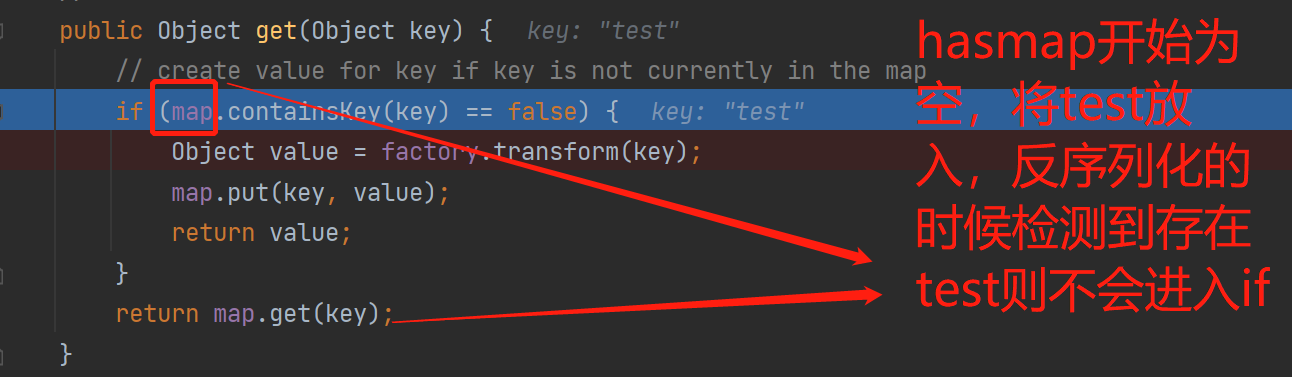 public Object get(Object key) { key: "test"
// create value for key if key is not currently in the map
if (map.containsKey(key) == false) { key: "test"
Object value = factory.transform(key);
map.put(key, value);
return value;
}
return map.get(key);
}
hasmap开始为
空，将test放
入，反序列化的
时候检测到存在
test则不会进入if